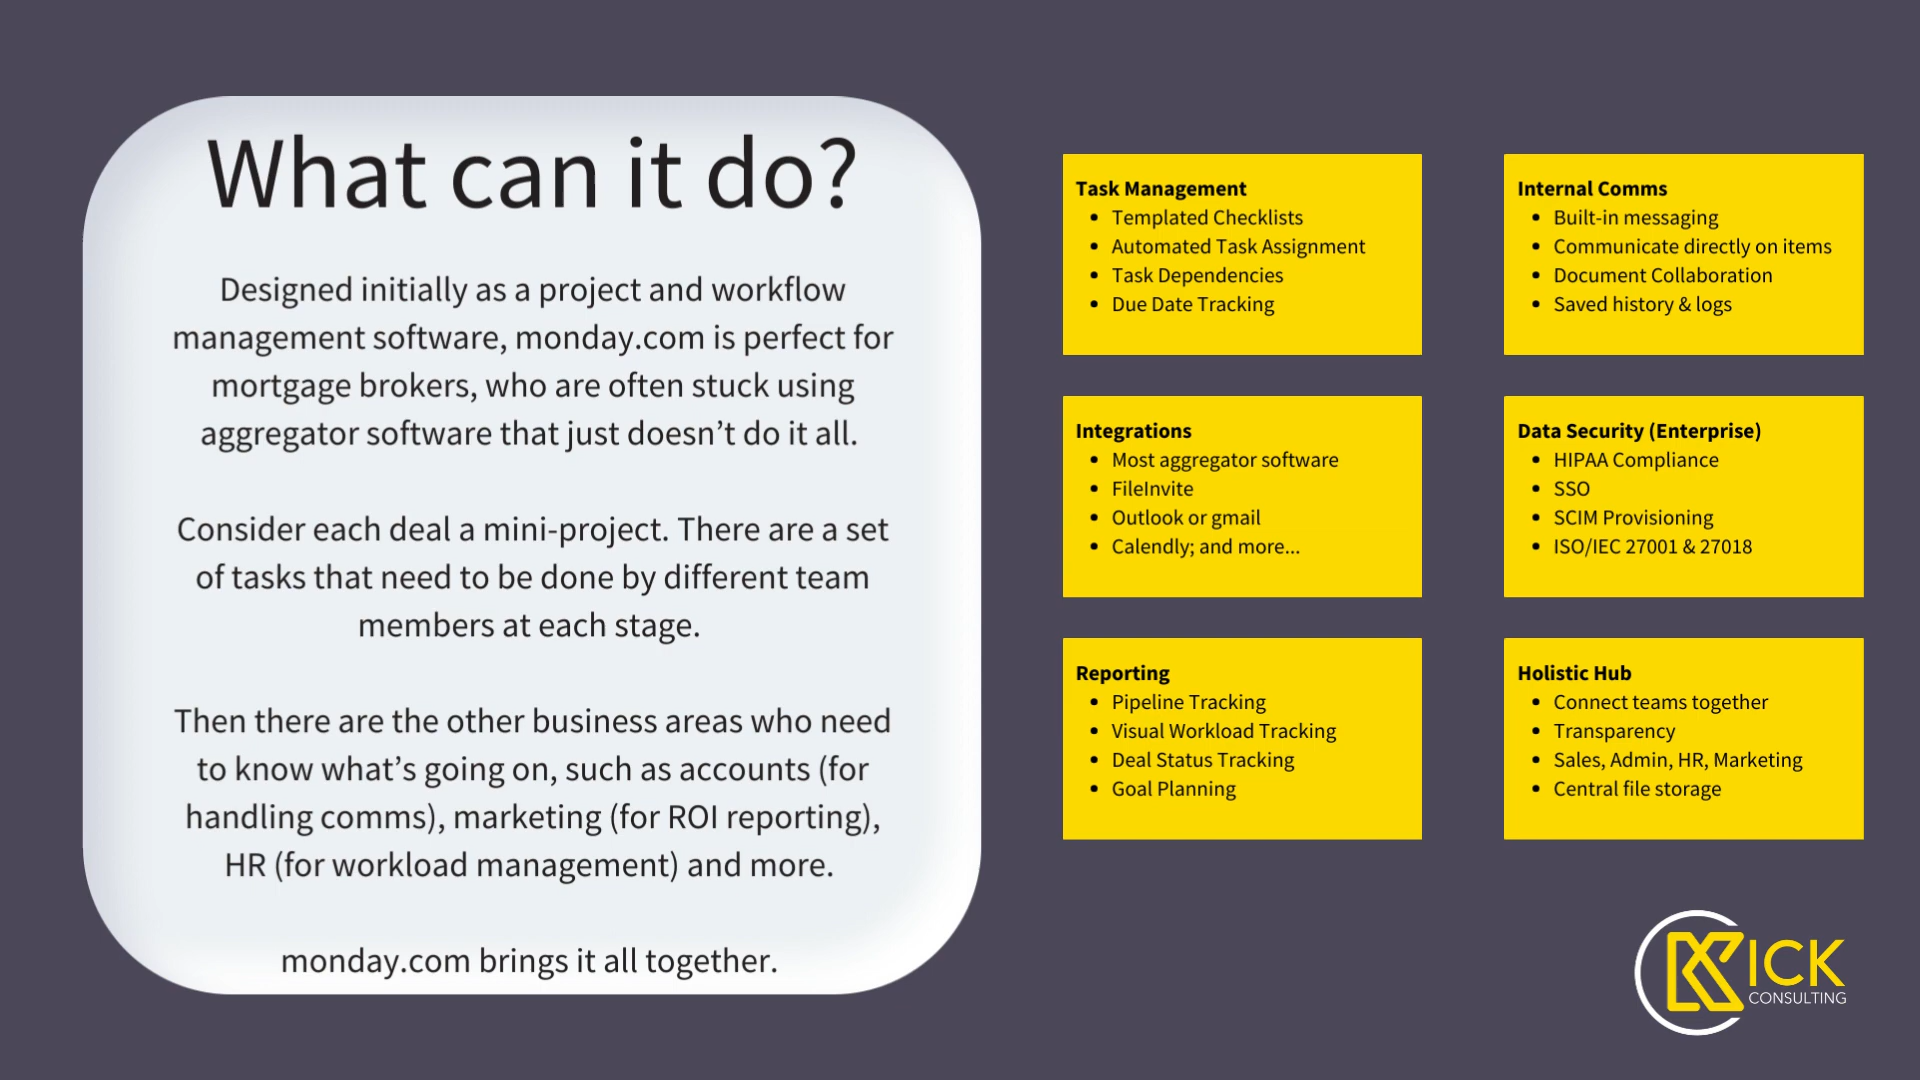 What can it do?
Designed initially as a project and workflow
management software, monday.com is perfect for
mortgage brokers, who are often stuck using
aggregator software that just doesn’t do it all.
Consider each deal a mini-project. There are a set
of tasks that need to be done by different team
members at each stage.
Then there are the other business areas who need
to know what’s going on, such as accounts (for
handling comms), marketing (for ROI reporting),
HR (for workload management) and more.
monday.com brings it all together.
Task Management
• Templated Checklists
• Automated Task Assignment
• Task Dependencies
• Due Date Tracking
Internal Comms
• Built-in messaging
• Communicate directly on items
• Document Collaboration
• Saved history & logs
Integrations
• Most aggregator software
• FileInvite
• Outlook or gmail
• Calendly; and more...
Data Security (Enterprise)
• HIPAA Compliance
• SSO
• SCIM Provisioning
• ISO/IEC 27001 & 27018
Reporting
• Pipeline Tracking
• Visual Workload Tracking
• Deal Status Tracking
• Goal Planning
Holistic Hub
• Connect teams together
• Transparency
• Sales, Admin, HR, Marketing
• Central file storage
KICK
CONSULTING